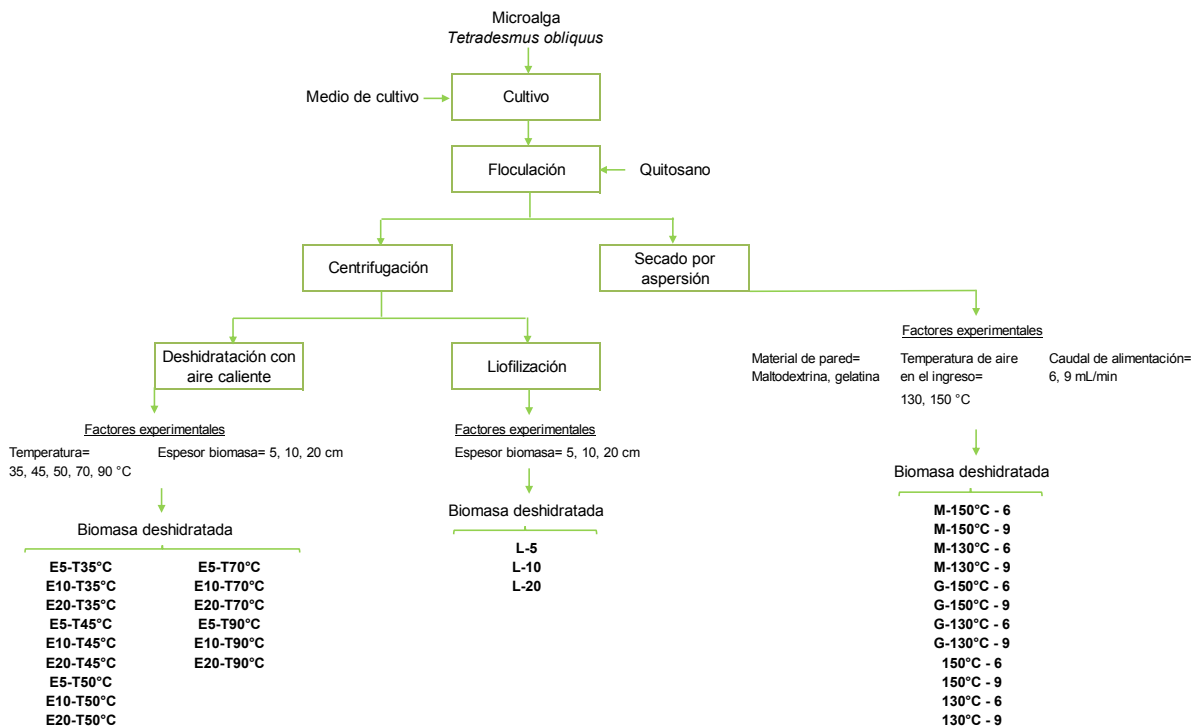 Microalga
Tetradesmus obliquus
Medio de cultivo
Cultivo
Floculación
Quitosano
Centrifugación
Secado por
aspersión
Deshidratación con
aire caliente
Liofilización
Factores experimentales
Temperatura=
35, 45, 50, 70, 90 °C
Espesor biomasa= 5, 10, 20 cm
Biomasa deshidratada
E5-T35°C
E10-T35°C
E20-T35°C
E5-T45°C
E10-T45°C
E20-T45°C
E5-T50°C
E10-T50°C
E20-T50°C
E5-T70°C
E10-T70°C
E20-T70°C
E5-T90°C
E10-T90°C
E20-T90°C
Factores experimentales
Espesor biomasa= 5, 10, 20 cm
Biomasa deshidratada
L-5
L-10
L-20
Factores experimentales
Material de pared=
Maltodextrina, gelatina
Temperatura de aire
en el ingreso=
130, 150 °C
Caudal de alimentación=
6, 9 mL/min
Biomasa deshidratada
M-150°C - 6
M-150°C - 9
M-130°C - 6
M-130°C - 9
G-150°C - 6
G-150°C - 9
G-130°C - 6
G-130°C - 9
150°C - 6
150°C - 9
130°C - 6
130°C - 9